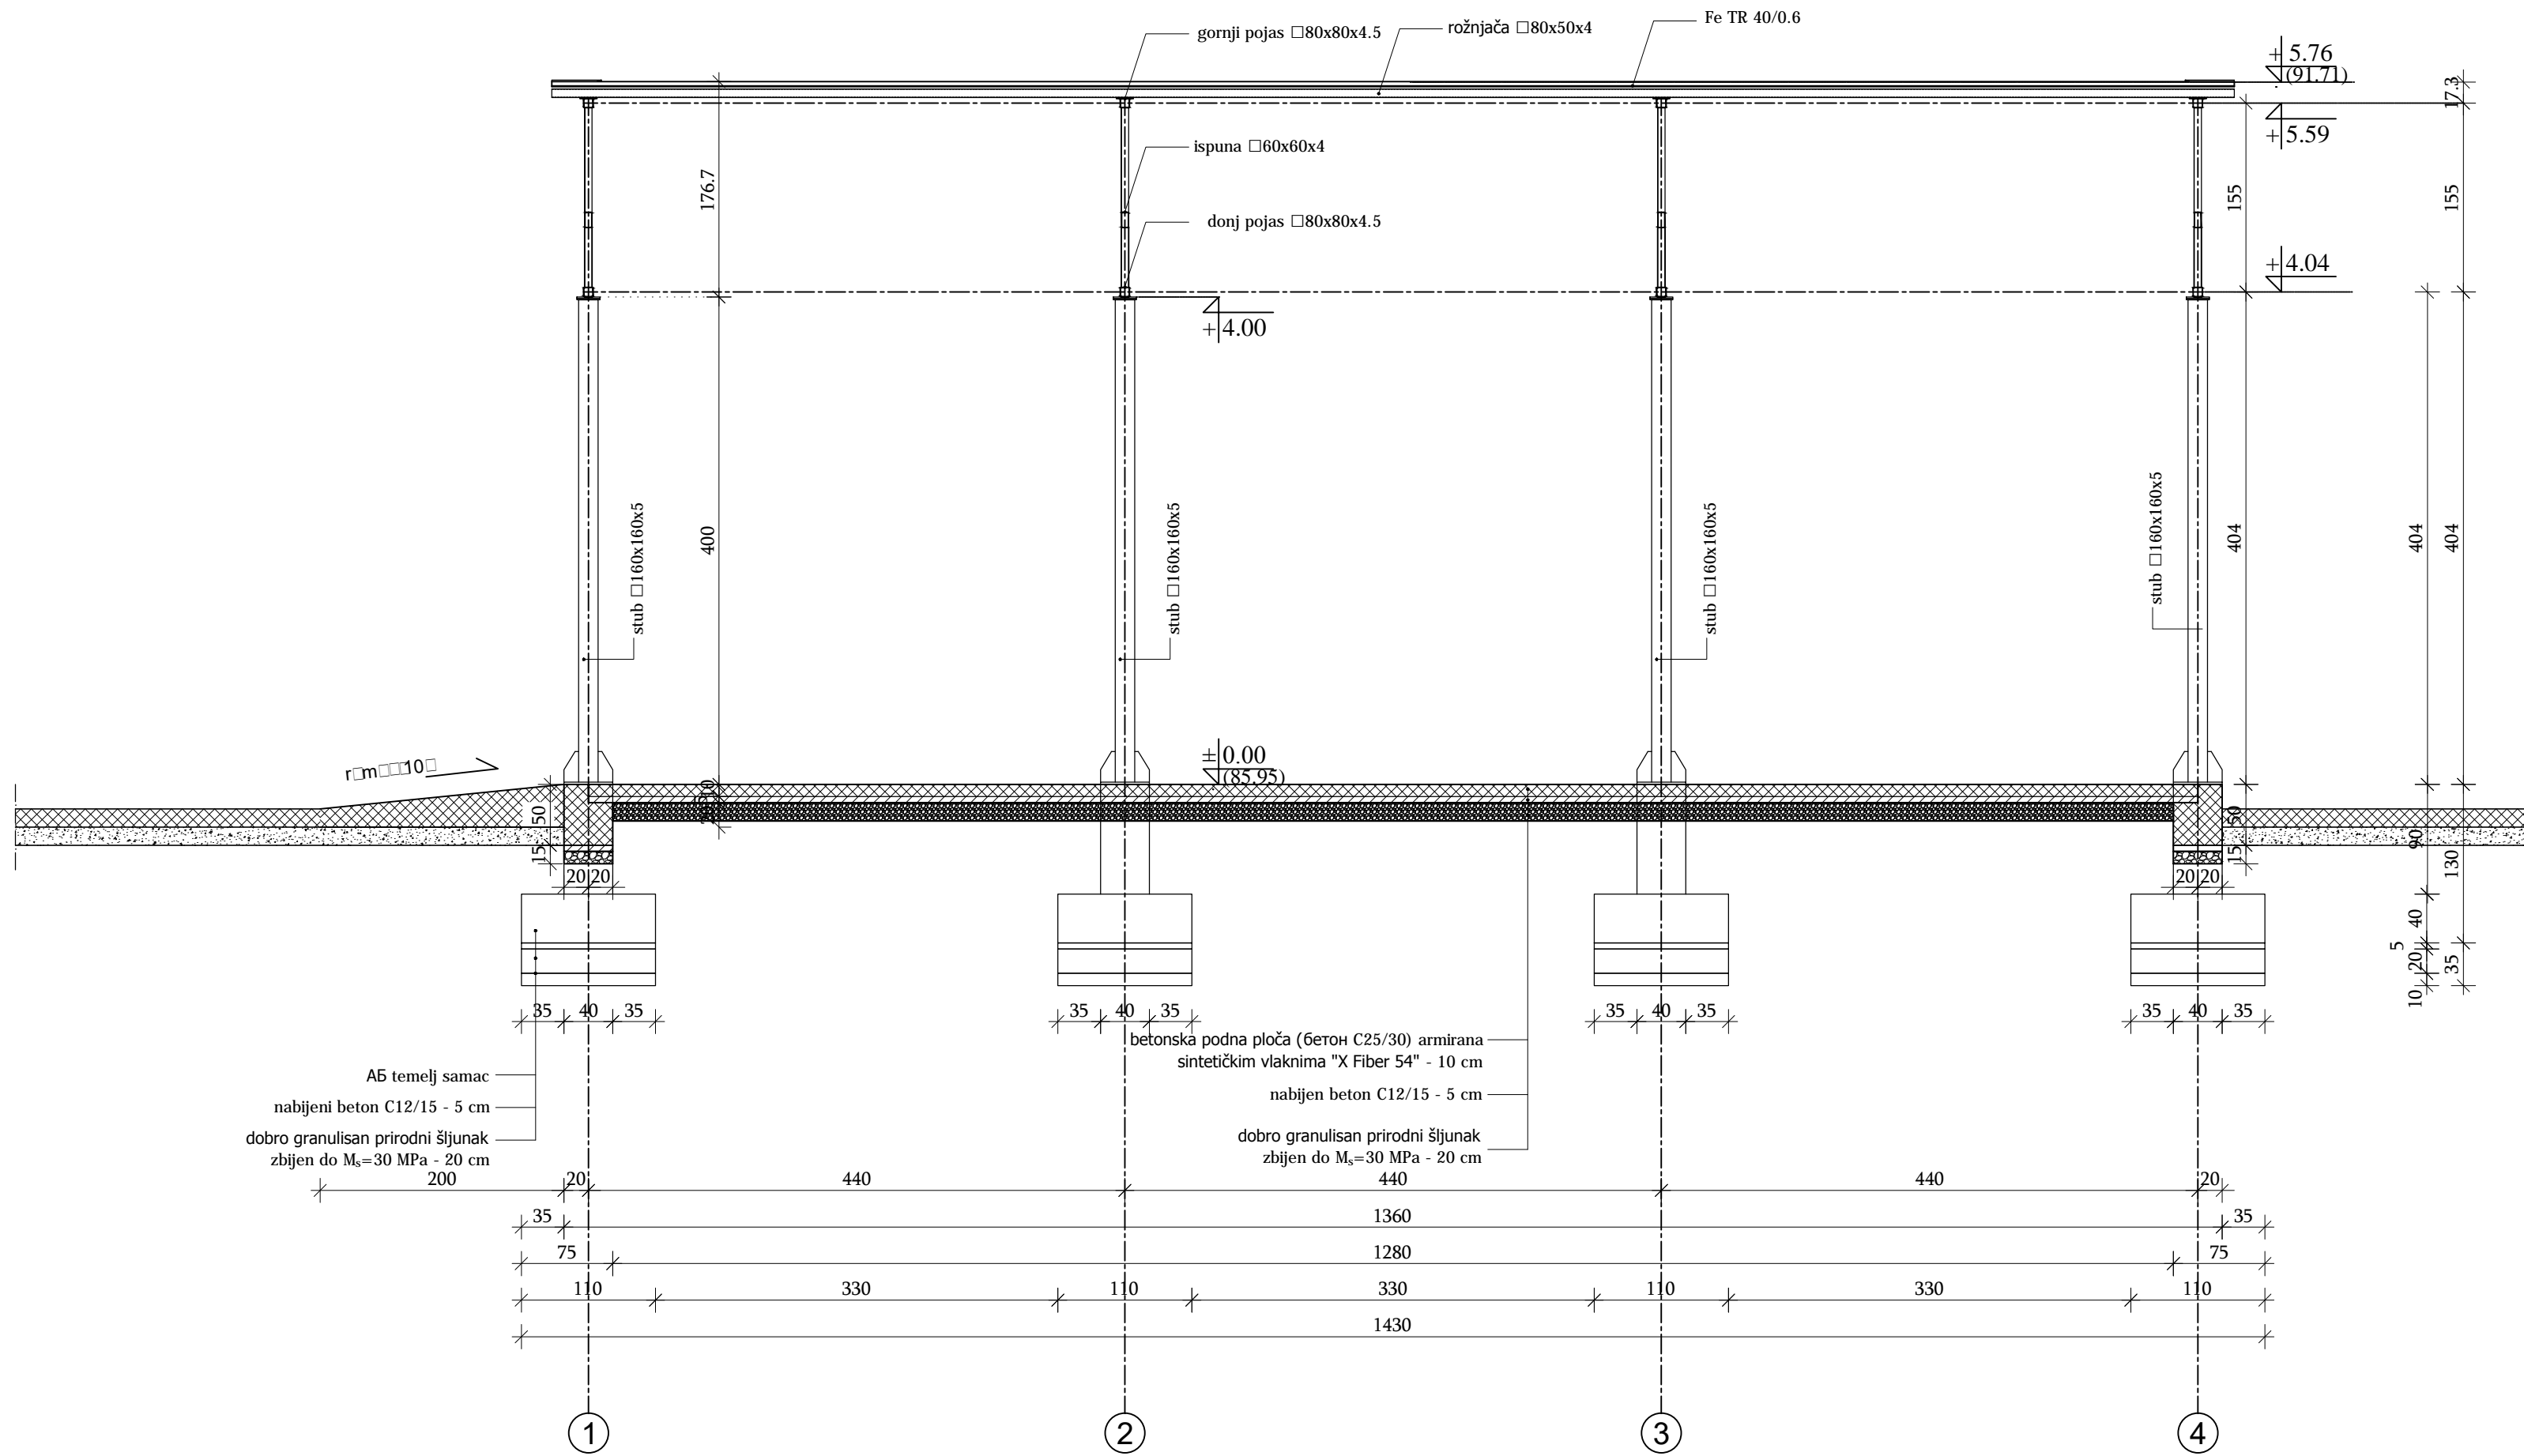 gornji pojas □80x80x4.5
rožnjača □80x50x4
Fe TR 40/0.6
+5.76
(91.71)
17.3
+5.59
ispuna □60x60x4
176.7
155
155
donj pojas □80x80x4.5
+4.04
+4.00
stub □160x160x5
400
stub □160x160x5
stub □160x160x5
stub □160x160x5
404
404
404
±0.00
(85.95)
10
50
15
20 20
50
15
20 20
90
130
40
5
20
10
35
35 40 35
35 40 35
35 40 35
35 40 35
betonska podna ploča (бетон C25/30) armirana
sintetičkim vlaknima "X Fiber 54" - 10 cm
nabijen beton C12/15 - 5 cm
dobro granulisan prirodni šljunak
zbijen do Ms=30 MPa - 20 cm
АБ temelj samac
nabijeni beton C12/15 - 5 cm
dobro granulisan prirodni šljunak
zbijen do Ms=30 MPa - 20 cm
200 20 440 440 440 20
35 1360 35
75 1280 75
110 330 110 330 110 330 110
1430
1 2 3 4